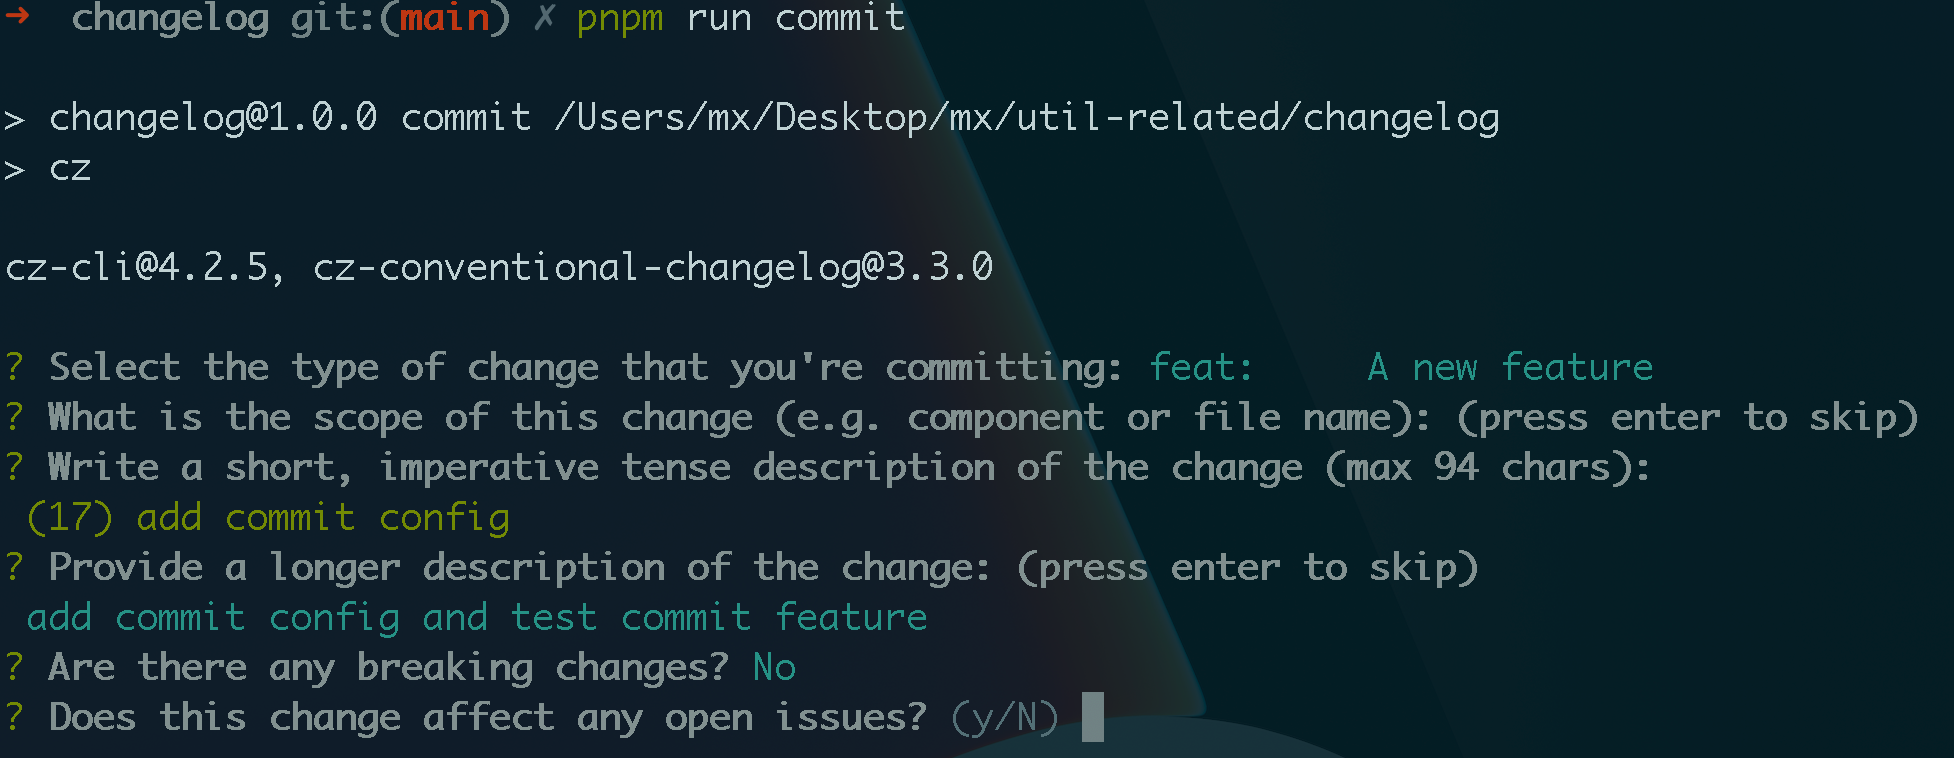 ➜  changelog git:(main) ✗ pnpm run commit
> changelog@1.0.0 commit /Users/mx/Desktop/mx/util-related/changelog
> cz
cz-cli@4.2.5, cz-conventional-changelog@3.3.0
? Select the type of change that you're committing: feat:     A new feature
? What is the scope of this change (e.g. component or file name): (press enter to skip)
? Write a short, imperative tense description of the change (max 94 chars):
 (17) add commit config
? Provide a longer description of the change: (press enter to skip)
 add commit config and test commit feature
? Are there any breaking changes? No
? Does this change affect any open issues? (y/N)